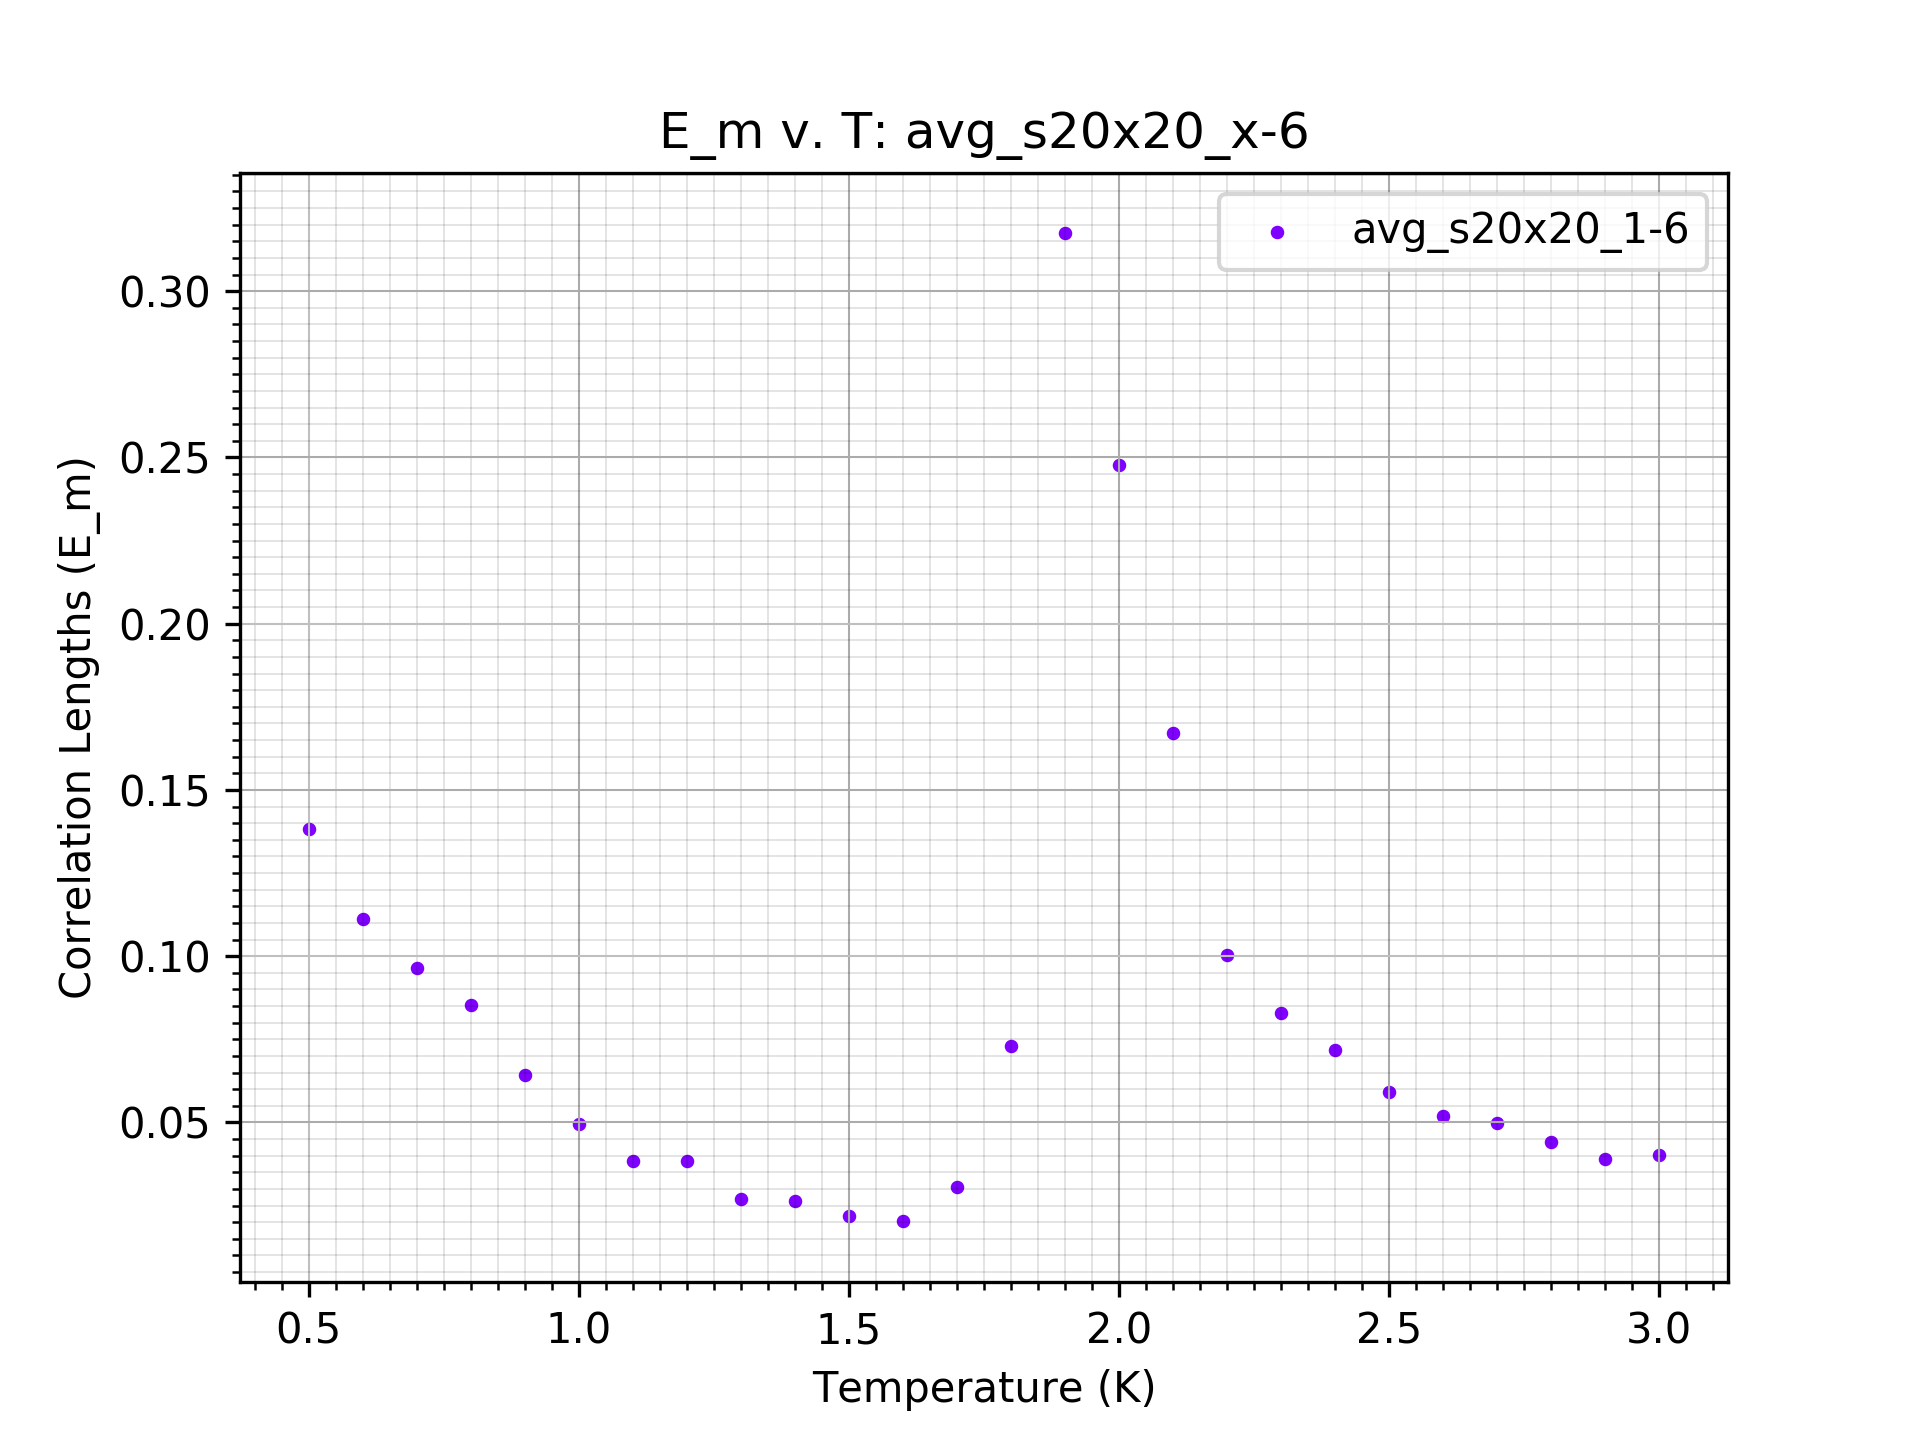 E_m v. T: avg_s20x20_x-6
avg_s20x20_1-6
0.30
0.25
0.20
0.15
0.10
0.05
Correlation Lengths (E_m)
0.5 1.0 1.5 2.0 2.5 3.0
Temperature (K)